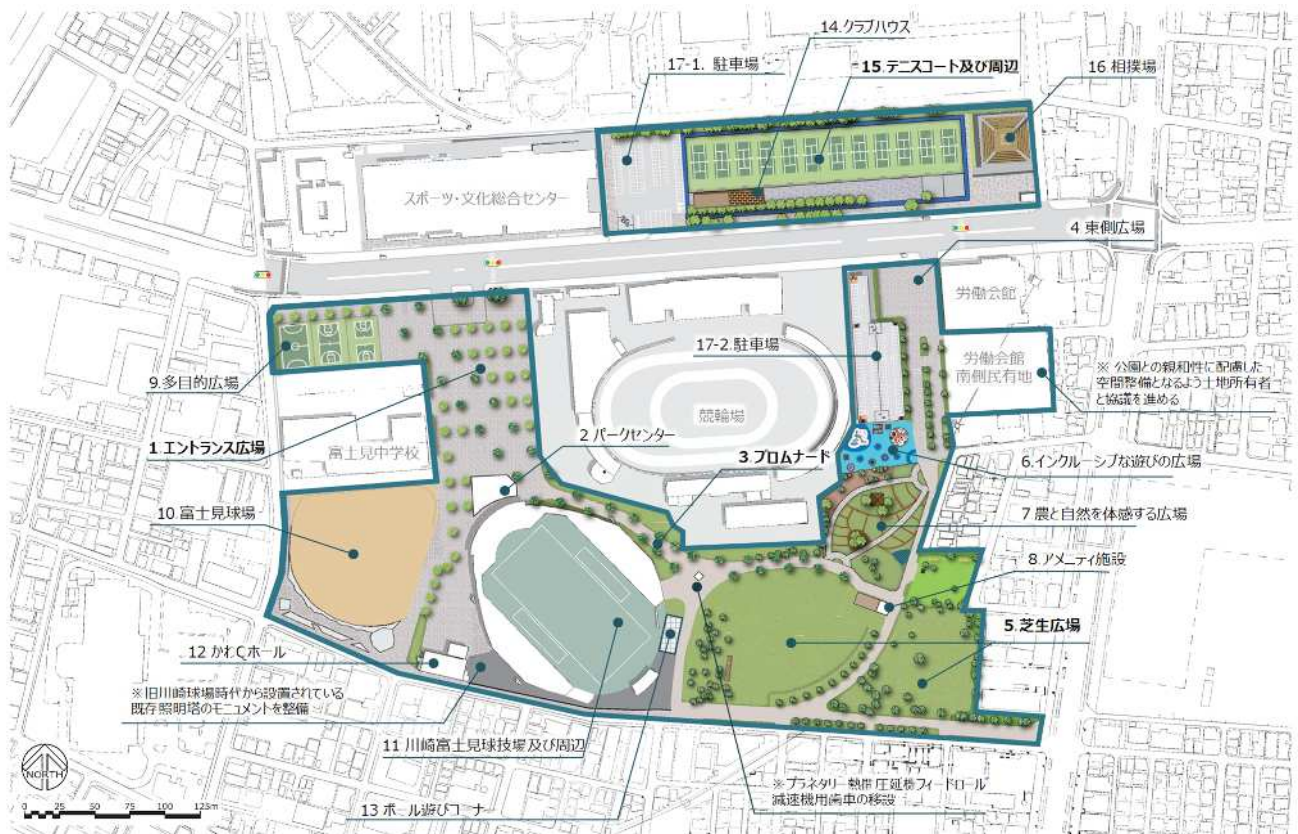 14.クラブハウス
17-1. 駐車場
15.テニスコート及び周辺
16 相撲場
スポーツ・文化総合センター
4 東側広場
労働会館
17-2.駐車場
労働会館
南側民有地
※ 公園との親和性に配慮した
空間整備となるよう土地所有者
と協議を進める
9.多目的広場
競輪場
1.エントランス広場
富士見中学校
2 パークセンター
3.プロムナード
6.インクルーシブな遊びの広場
10 富士見球場
7 農と自然を体感する広場
8.アメニティ施設
5.芝生広場
12 かわQホール
※旧川崎球場時代から設置されている
既存照明塔のモニュメントを整備
11 川崎富士見球技場及び周辺
※プラネタリー熱帯圧延機フィードロール
減速機用歯車の移設
13 ボール遊びコーナー
NORTH
0 25 50 75 100 125m